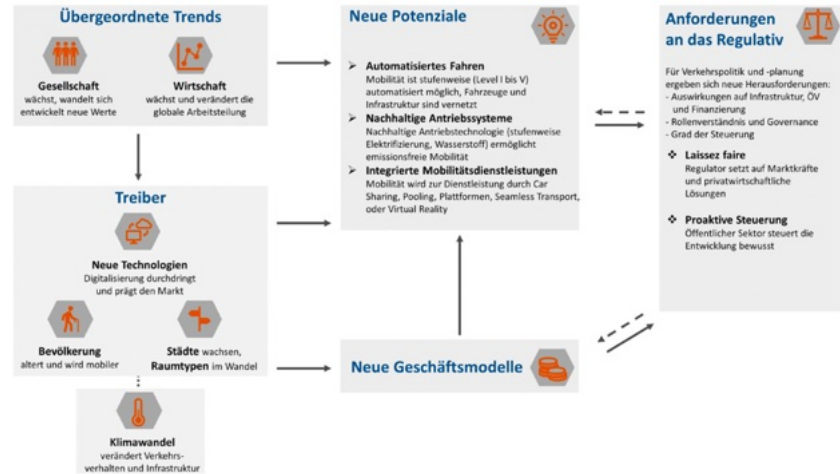 Übergeordnete Trends
Gesellschaft
wächst, wandelt sich
entwickelt neue Werte
Wirtschaft
wächst und verändert die
globale Arbeitsteilung
Treiber
Neue Technologien
Digitalisierung durchdringt
und prägt den Markt
Bevölkerung
altert und wird mobiler
Städte wachsen,
Raumtypen im Wandel
Klimawandel
verändert Verkehrs-
verhalten und Infrastruktur
Neue Potenziale
➤ Automatisiertes Fahren
Mobilität ist stufenweise (Level I bis V)
automatisiert möglich, Fahrzeuge und
Infrastruktur sind vernetzt
➤ Nachhaltige Antriebssysteme
Nachhaltige Antriebstechnologie (stufenweise
Elektrifizierung, Wasserstoff) ermöglicht
emissionsfreie Mobilität
➤ Integrierte Mobilitätsdienstleistungen
Mobilität wird zur Dienstleistung durch Car
Sharing, Pooling, Plattformen, Seamless Transport,
oder Virtual Reality
Neue Geschäftsmodelle
Anforderungen
an das Regulativ
Für Verkehrspolitik und -planung
ergeben sich neue Herausforderungen:
- Auswirkungen auf Infrastruktur, ÖV
und Finanzierung
- Rollenverständnis und Governance
- Grad der Steuerung
❖ Laissez faire
Regulator setzt auf Marktkräfte
und privatwirtschaftliche
Lösungen
❖ Proaktive Steuerung
Öffentlicher Sektor steuert die
Entwicklung bewusst